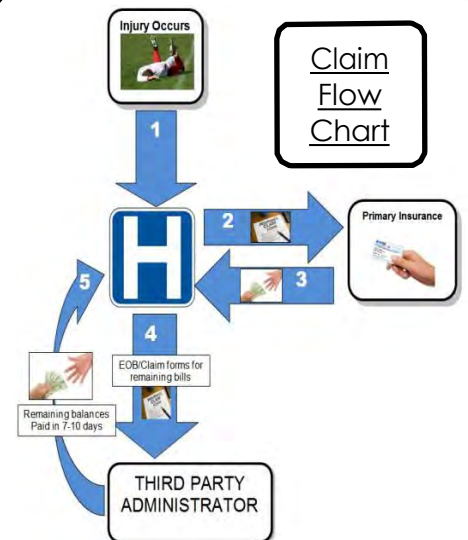 Injury Occurs
Claim
Flow
Chart
1
H
2
Primary Insurance
3
5
4
EOB/Claim forms for
remaining bills
Remaining balances
Paid in 7-10 days
THIRD PARTY
ADMINISTRATOR